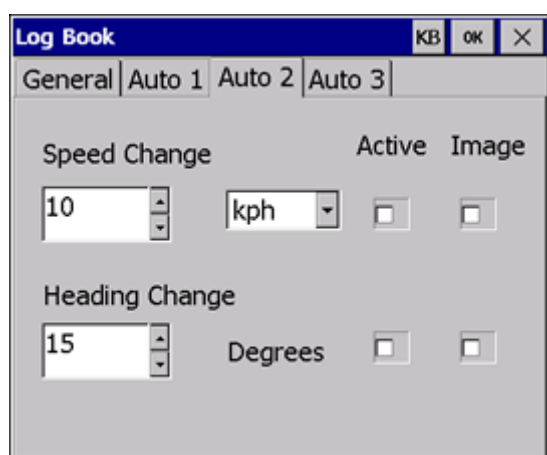 Log Book KB OK
General Auto 1 Auto 2 Auto 3
Speed Change Active Image
10 kph
Heading Change
15 Degrees